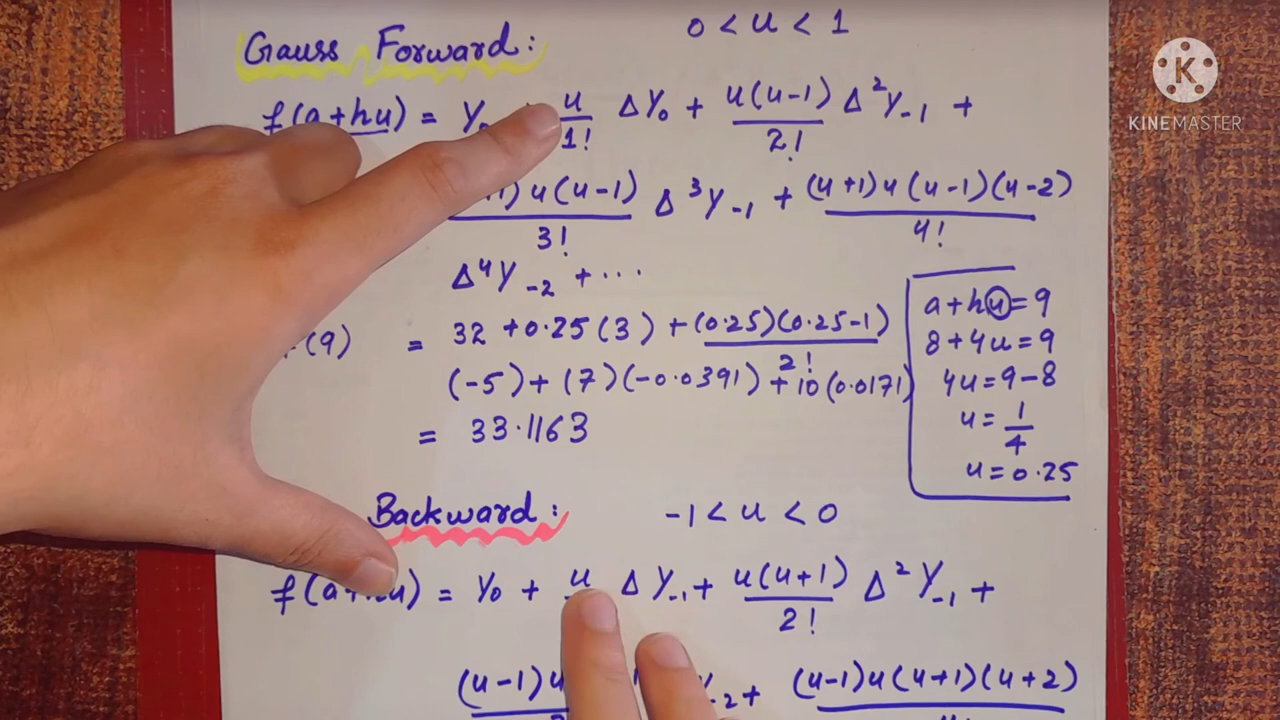 Gauss Forward: 0 < u < 1
f(a+hu) = Y₀ u/1! ΔY₀ + u(u-1)/2! Δ²Y₋₁ +
1) u(u-1)/3! Δ³Y₋₁ + (u+1)u(u-1)(u-2)/4!
Δ⁴Y₋₂ + ...
(9) = 32 + 0.25(3) + (0.25)(0.25-1)/2!
(-5) + (7)(-0.0391) + 10(0.0171)
= 33.1163
a+hu = 9
8+4u = 9
4u = 9-8
u = 1/4
u = 0.25
Backward: -1 < u < 0
f(a+hu) = Y₀ + u ΔY₋₁ + u(u+1)/2! Δ²Y₋₁ +
(u-1)u Y₋₂ + (u-1)u(u+1)(u+2)
KINEMASTER